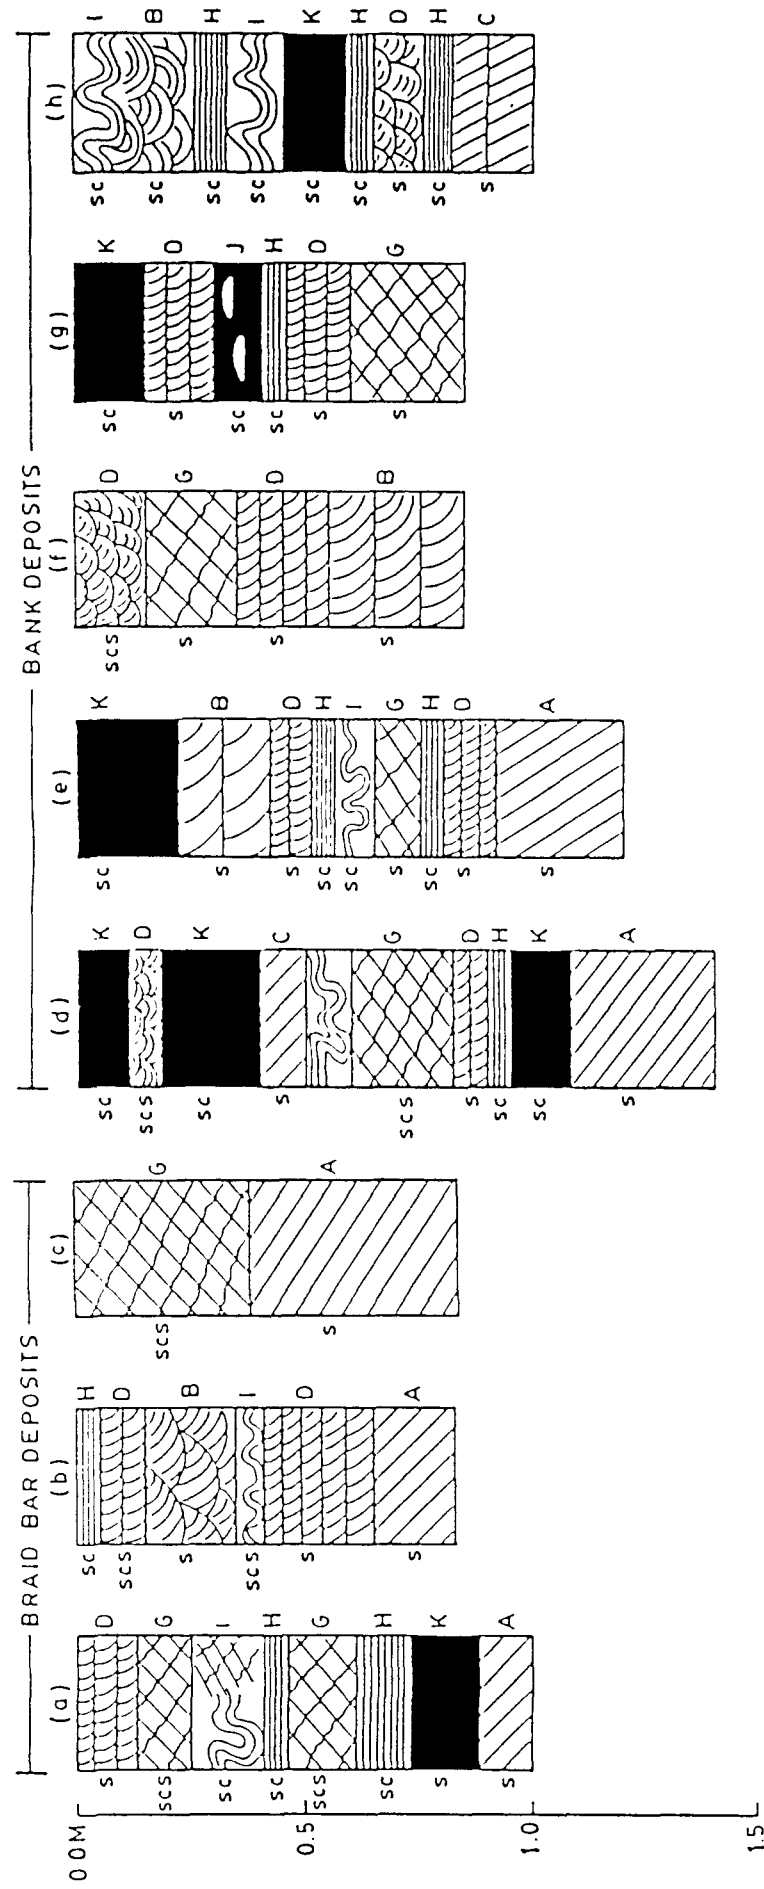 BRAID BAR DEPOSITS
BANK DEPOSITS
(a)
(b)
(c)
(d)
(e)
(f)
(g)
(h)
0 0M
0.5
1.0
1.5
S D
SCS G
SC I
SC H
SCS G
SC H
S K
S A
SC H
SCS D
S B
SCS I
S D
S A
SCS G
S A
SC K
SCS D
SC K
S C
SCS G
S D
SC H
SC K
S A
SC K
S B
S D
SC H
SC I
S G
SC H
S D
S A
SCS D
S G
S D
S B
SC K
S D
SC J
SC H
S D
S G
SC I
SC B
SC H
SC I
SC K
SC H
S D
SC H
S C